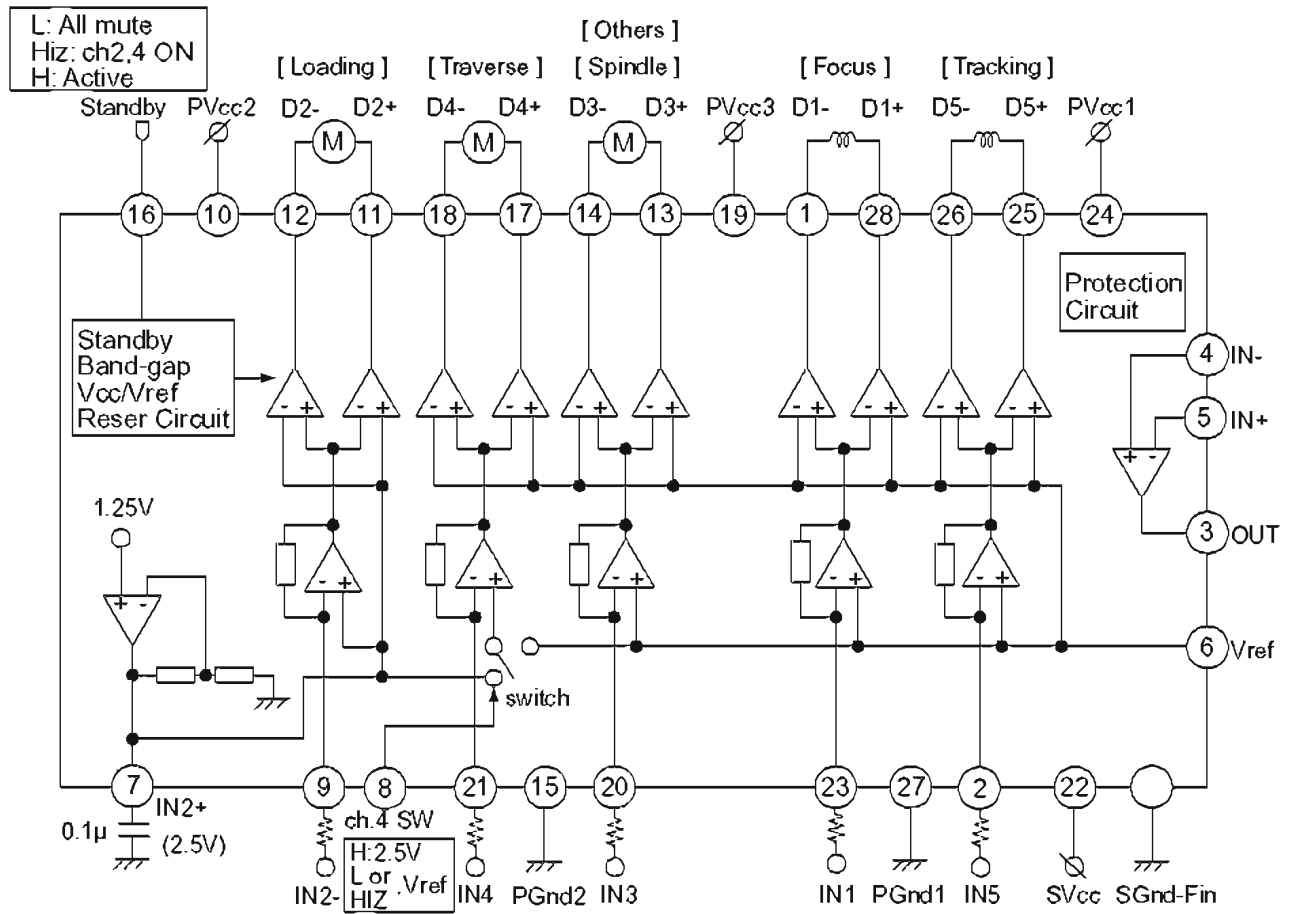 L: All mute
Hiz: ch2,4 ON
H: Active
[ Others ]
[ Loading ] [ Traverse ] [ Spindle ] [ Focus ] [ Tracking ]
Standby PVcc2 D2- D2+ D4- D4+ D3- D3+ PVcc3 D1- D1+ D5- D5+ PVcc1
M M M
16 10 12 11 18 17 14 13 19 1 28 26 25 24
Protection
Circuit
Standby
Band-gap
Vcc/Vref
Reser Circuit
4 IN-
5 IN+
- + - + - + - + - + - + - + - + - + - +
+ -
1.25V
3 OUT
- + - + - + - + - +
+ -
6 Vref
switch
7 9 8 21 15 20 23 27 2 22
IN2+
(2.5V)
0.1µ
ch.4 SW
H:2.5V
L or .Vref
HIZ
IN2- IN4 PGnd2 IN3 IN1 PGnd1 IN5 SVcc SGnd-Fin